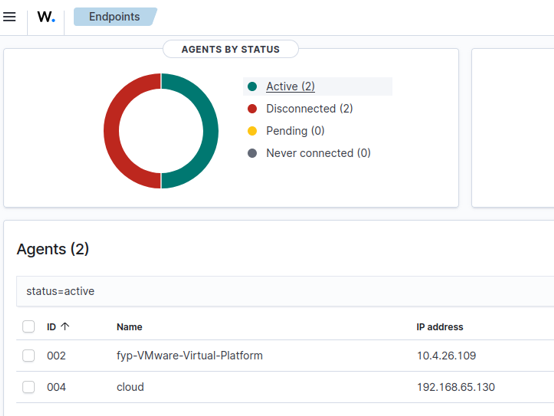 W.
Endpoints
AGENTS BY STATUS
Active (2)
Disconnected (2)
Pending (0)
Never connected (0)
Agents (2)
status=active
ID ↑ Name IP address
002 fyp-VMware-Virtual-Platform 10.4.26.109
004 cloud 192.168.65.130